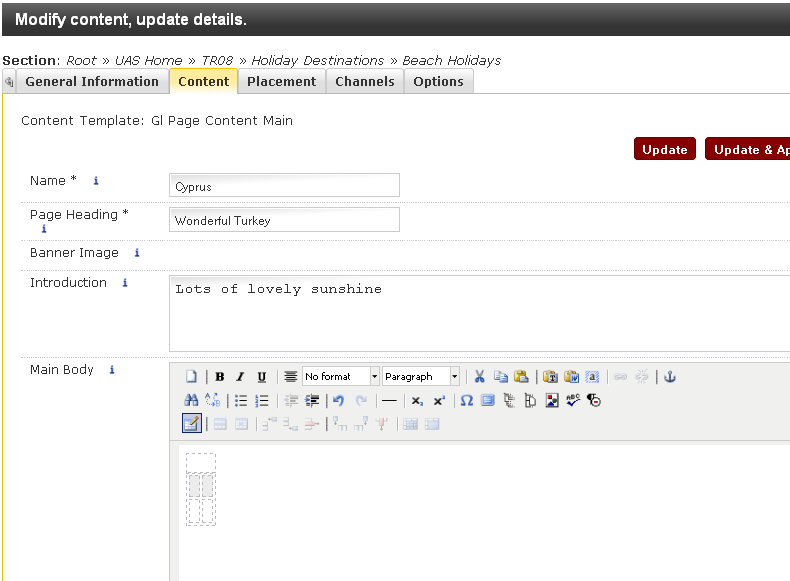 Modify content, update details.
Section: Root » UAS Home » TR08 » Holiday Destinations » Beach Holidays
General Information Content Placement Channels Options
Content Template: Gl Page Content Main
Update Update & Ap
Name * i
Cyprus
Page Heading * i
Wonderful Turkey
Banner Image i
Introduction i
Lots of lovely sunshine
Main Body i
B I U No format Paragraph